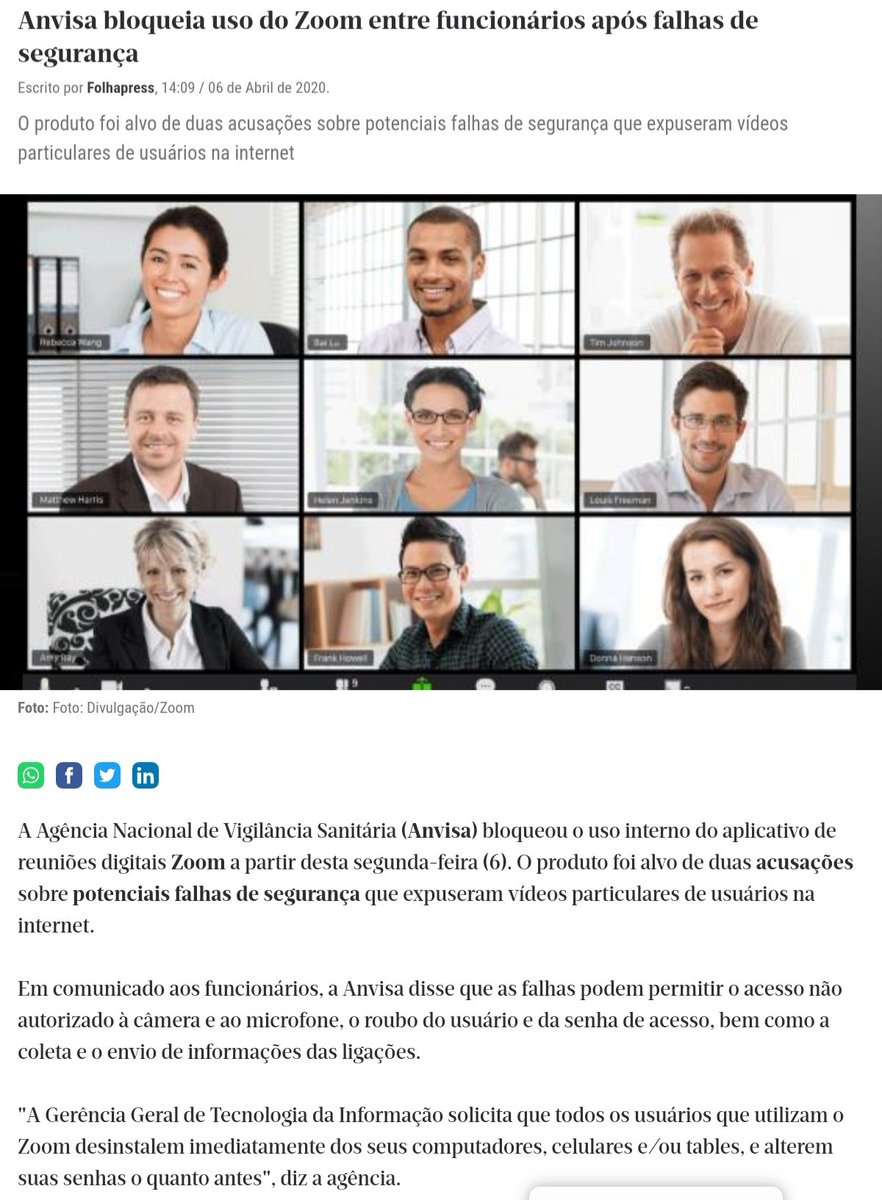 Anvisa bloqueia uso do Zoom entre funcionários após falhas de
segurança
Escrito por Folhapress, 14:09 / 06 de Abril de 2020.
O produto foi alvo de duas acusações sobre potenciais falhas de segurança que expuseram vídeos
particulares de usuários na internet
Rebecca Wang
Bai Lu
Tim Johnson
Matthew Harris
Helen Jenkins
Louis Freeman
Frank Howell
Donna Hanson
9
CC
Foto: Foto: Divulgação/Zoom
A Agência Nacional de Vigilância Sanitária (Anvisa) bloqueou o uso interno do aplicativo de
reuniões digitais Zoom a partir desta segunda-feira (6). O produto foi alvo de duas acusações
sobre potenciais falhas de segurança que expuseram vídeos particulares de usuários na
internet.
Em comunicado aos funcionários, a Anvisa disse que as falhas podem permitir o acesso não
autorizado à câmera e ao microfone, o roubo do usuário e da senha de acesso, bem como a
coleta e o envio de informações das ligações.
"A Gerência Geral de Tecnologia da Informação solicita que todos os usuários que utilizam o
Zoom desinstalem imediatamente dos seus computadores, celulares e/ou tables, e alterem
suas senhas o quanto antes", diz a agência.